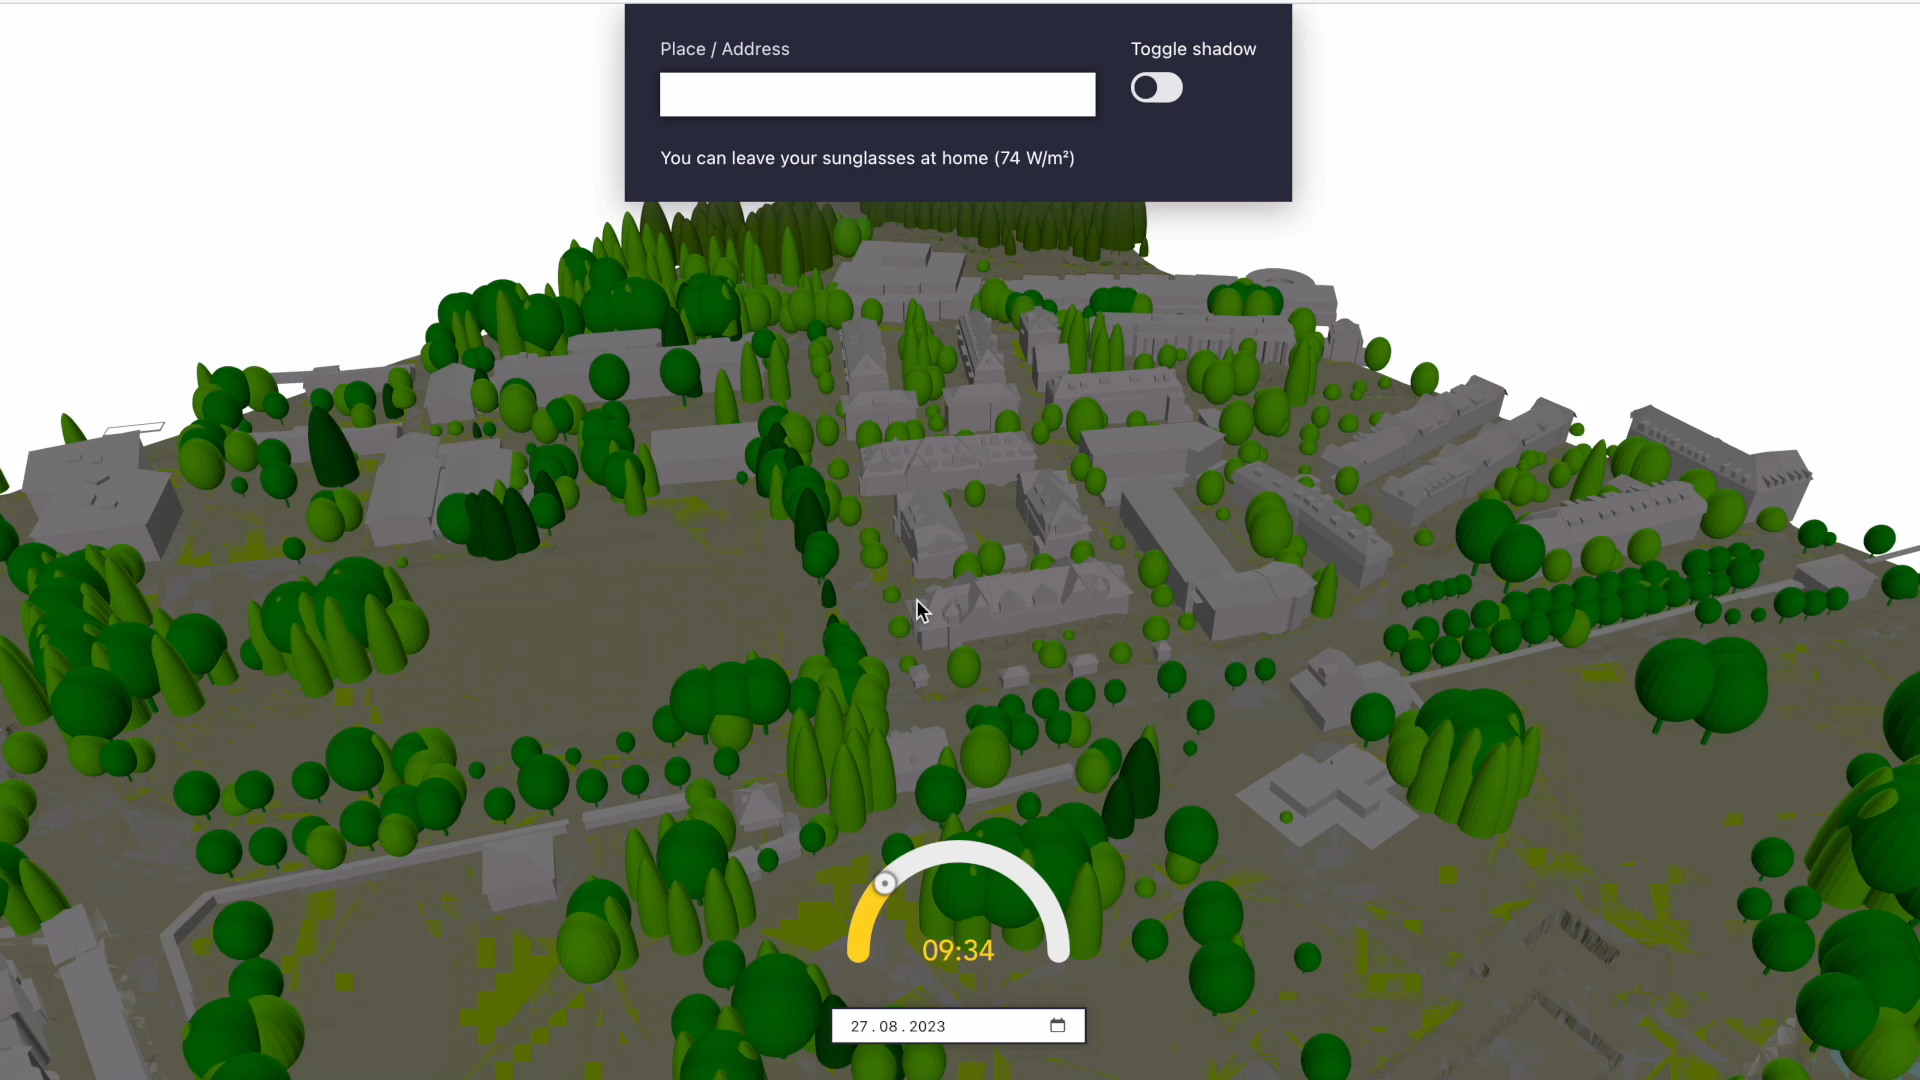 Place / Address
Toggle shadow
You can leave your sunglasses at home (74 W/m²)
09:34
27.08.2023